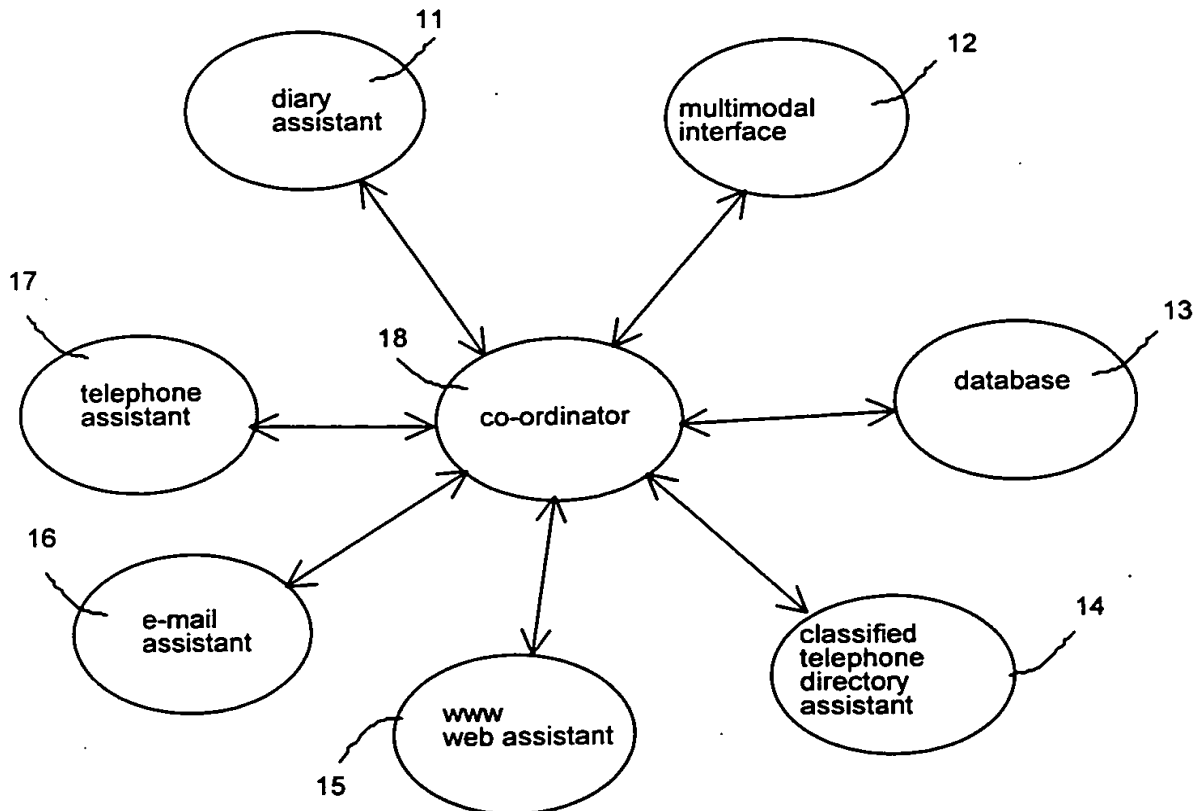 11
diary
assistant
12
multimodal
interface
17
telephone
assistant
18
co-ordinator
13
database
16
e-mail
assistant
15
www
web assistant
14
classified
telephone
directory
assistant